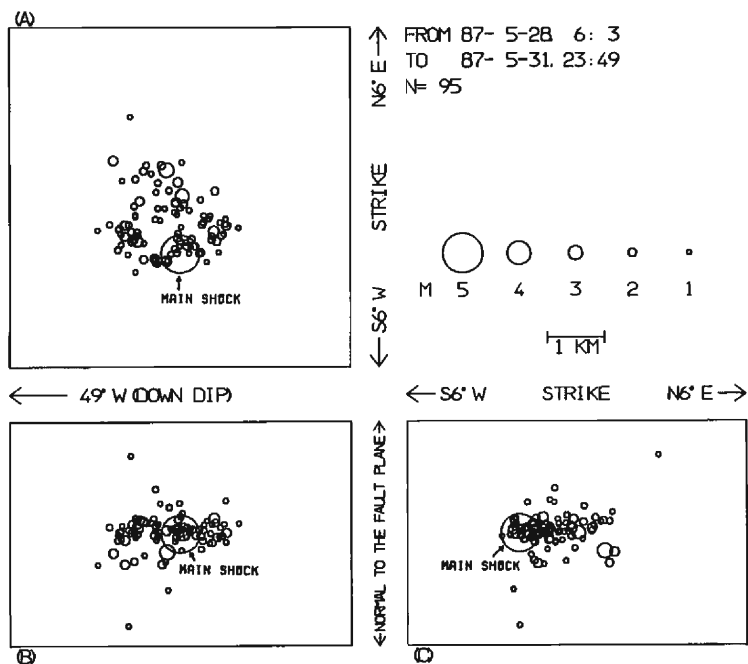 (A)
FROM 87- 5-28. 6: 3
TO 87- 5-31. 23:49
N= 95
N6° E
STRIKE
S6° W
MAIN SHOCK
M 5 4 3 2 1
1 KM
49° W (DOWN DIP)
S6° W STRIKE N6° E
NORMAL TO THE FAULT PLANE
MAIN SHOCK
MAIN SHOCK
(B)
(C)